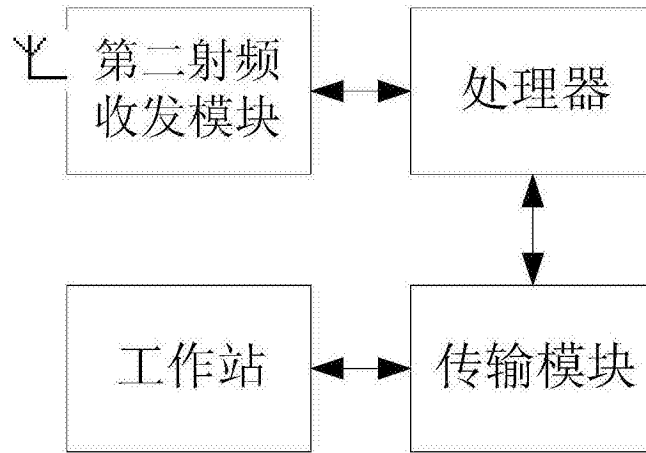 第二射频
收发模块
处理器
工作站
传输模块